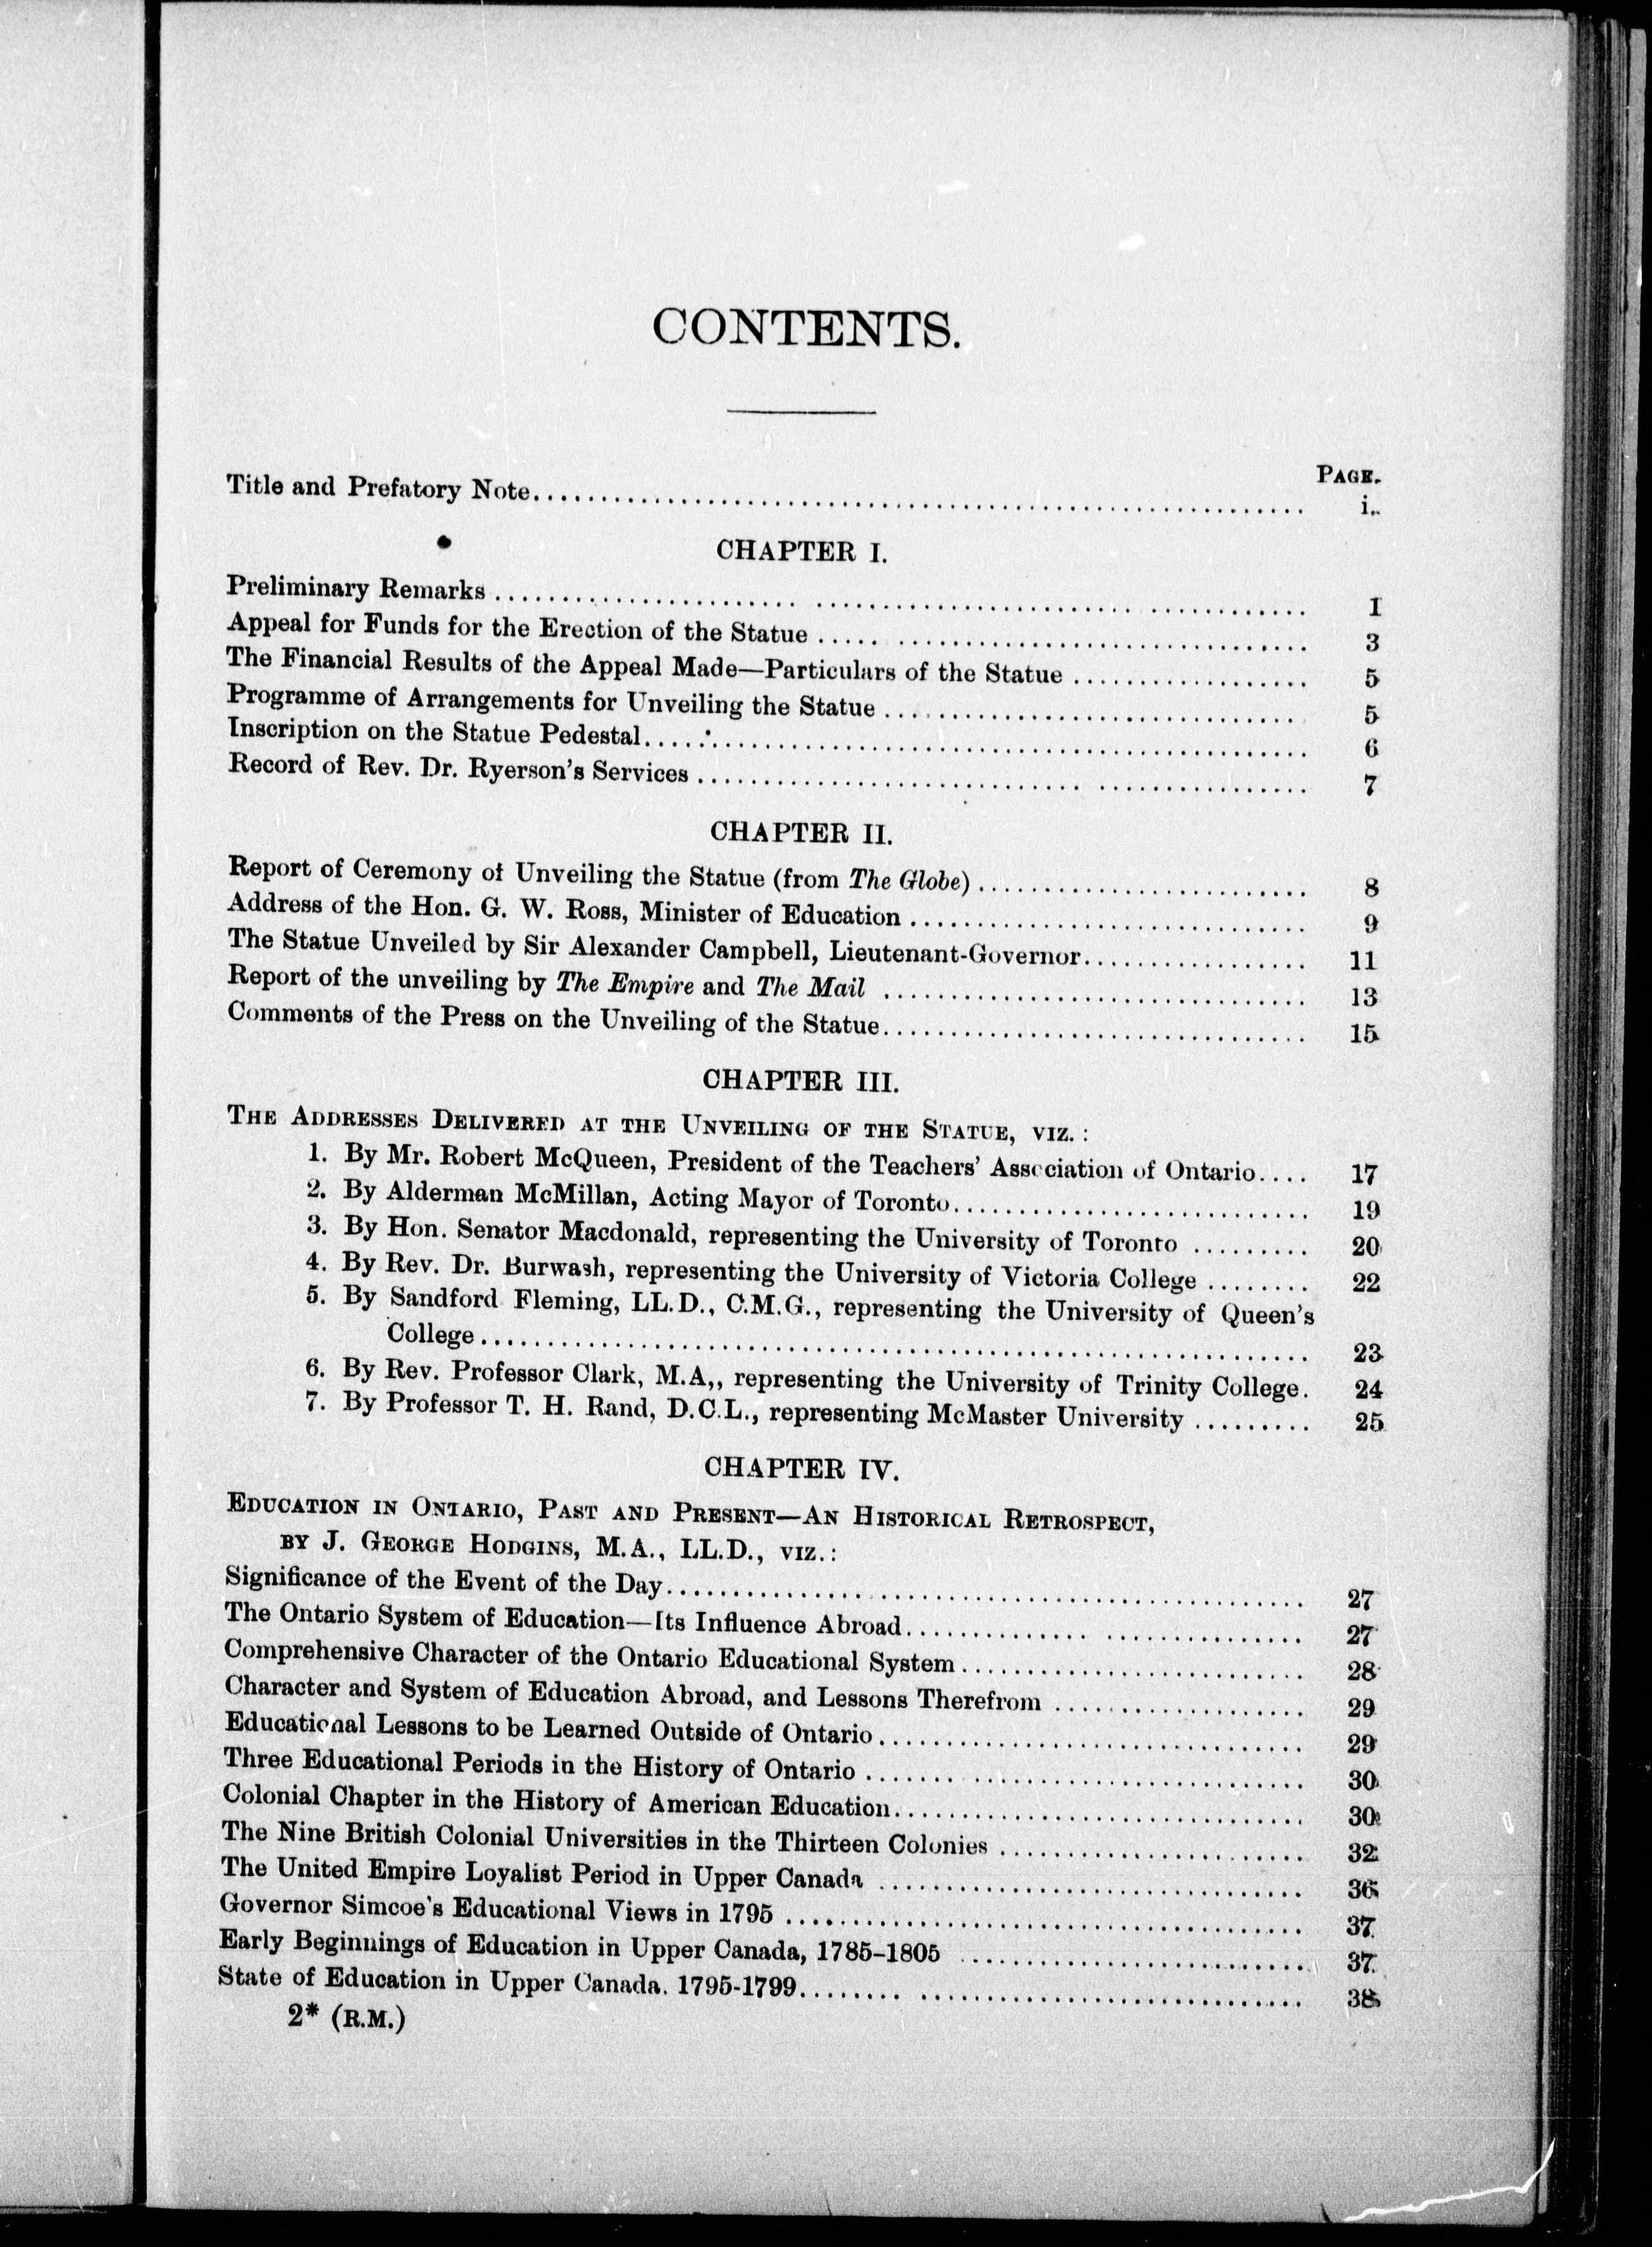 CONTENTS.
PAGE.
Title and Prefatory Note.......................................................... i.
CHAPTER I.
Preliminary Remarks .......................................................... 1
Appeal for Funds for the Erection of the Statue .................................... 3
The Financial Results of the Appeal Made—Particulars of the Statue .................. 5
Programme of Arrangements for Unveiling the Statue ............................... 5
Inscription on the Statue Pedestal.................................................. 6
Record of Rev. Dr. Ryerson's Services ............................................. 7
CHAPTER II.
Report of Ceremony of Unveiling the Statue (from The Globe) ......................... 8
Address of the Hon. G. W. Ross, Minister of Education .............................. 9
The Statue Unveiled by Sir Alexander Campbell, Lieutenant-Governor................. 11
Report of the unveiling by The Empire and The Mail ................................ 13
Comments of the Press on the Unveiling of the Statue................................ 15
CHAPTER III.
THE ADDRESSES DELIVERED AT THE UNVEILING OF THE STATUE, VIZ. :
1. By Mr. Robert McQueen, President of the Teachers' Association of Ontario.... 17
2. By Alderman McMillan, Acting Mayor of Toronto........................... 19
3. By Hon. Senator Macdonald, representing the University of Toronto ......... 20
4. By Rev. Dr. Burwash, representing the University of Victoria College ........ 22
5. By Sandford Fleming, LL.D., C.M.G., representing the University of Queen's
College............................................................... 23
6. By Rev. Professor Clark, M.A,, representing the University of Trinity College. 24
7. By Professor T. H. Rand, D.C.L., representing McMaster University ......... 25
CHAPTER IV.
EDUCATION IN ONTARIO, PAST AND PRESENT—AN HISTORICAL RETROSPECT,
BY J. GEORGE HODGINS, M.A., LL.D., VIZ.:
Significance of the Event of the Day................................................ 27
The Ontario System of Education—Its Influence Abroad.............................. 27
Comprehensive Character of the Ontario Educational System.......................... 28
Character and System of Education Abroad, and Lessons Therefrom ................... 29
Educational Lessons to be Learned Outside of Ontario................................ 29
Three Educational Periods in the History of Ontario ................................. 30
Colonial Chapter in the History of American Education............................... 30
The Nine British Colonial Universities in the Thirteen Colonies ....................... 32
The United Empire Loyalist Period in Upper Canada ................................ 36
Governor Simcoe's Educational Views in 1795 ....................................... 37
Early Beginnings of Education in Upper Canada, 1785–1805 .......................... 37
State of Education in Upper Canada. 1795-1799...................................... 38
2* (R.M.)